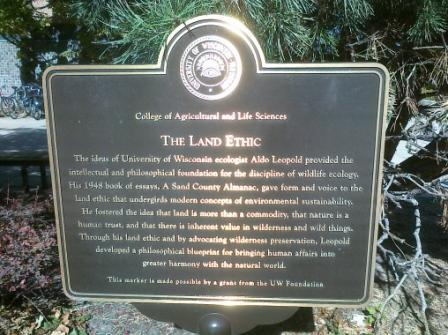 UNIVERSITY OF WISCONSIN
College of Agricultural and Life Sciences
THE LAND ETHIC
The ideas of University of Wisconsin ecologist Aldo Leopold provided the
intellectual and philosophical foundation for the discipline of wildlife ecology.
His 1948 book of essays, A Sand County Almanac, gave form and voice to the
land ethic that undergirds modern concepts of environmental sustainability.
He fostered the idea that land is more than a commodity, that nature is a
human trust, and that there is inherent value in wilderness and wild things.
Through his land ethic and by advocating wilderness preservation, Leopold
developed a philosophical blueprint for bringing human affairs into
greater harmony with the natural world.
This marker is made possible by a grant from the UW Foundation